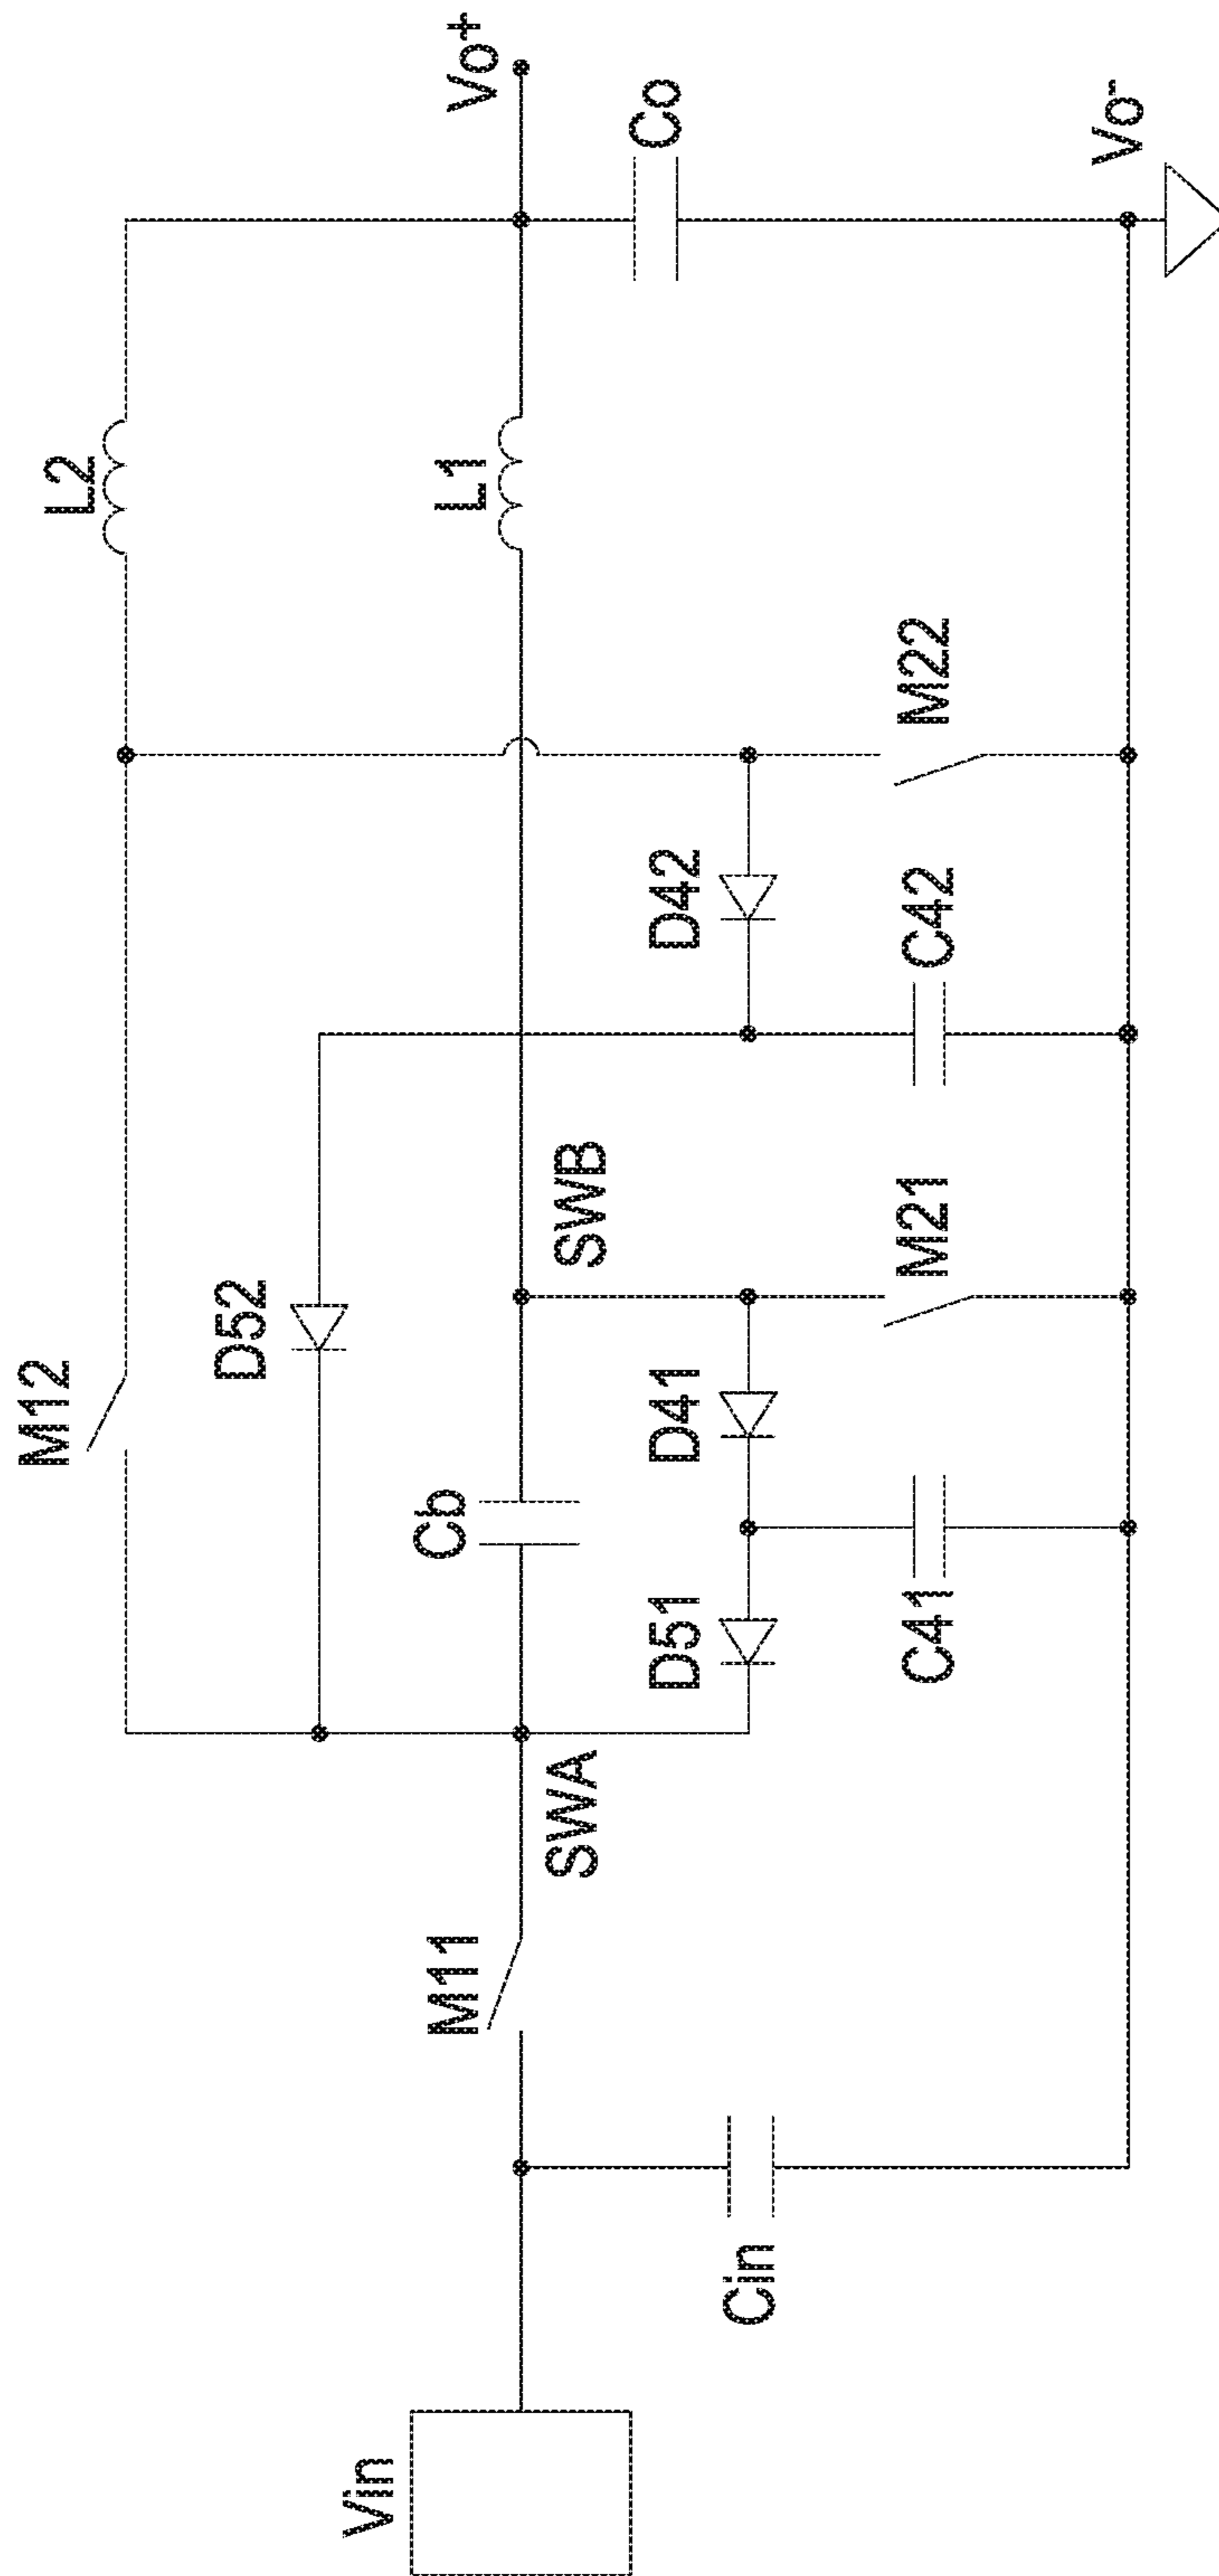 M12
L2
D52
Vin
M11
Cb
L1
Vo+
SWA
SWB
Cin
D51
D41
D42
Co
C41
M21
C42
M22
Vo-